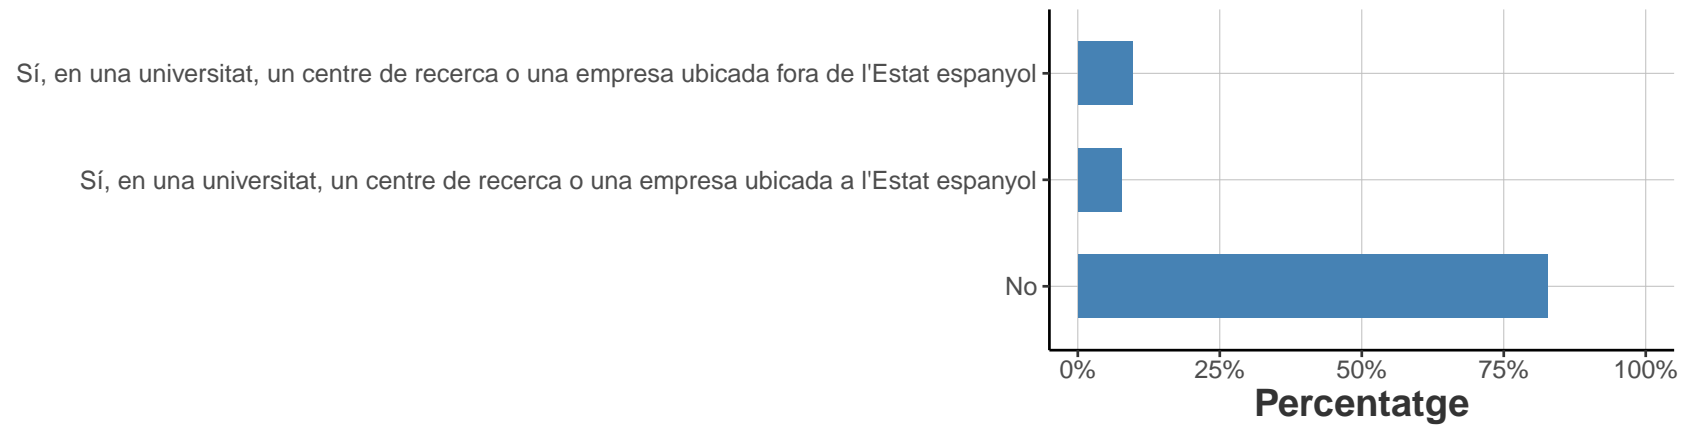 Sí, en una universitat, un centre de recerca o una empresa ubicada fora de l'Estat espanyol
Sí, en una universitat, un centre de recerca o una empresa ubicada a l'Estat espanyol
No
0% 25% 50% 75% 100%
Percentatge